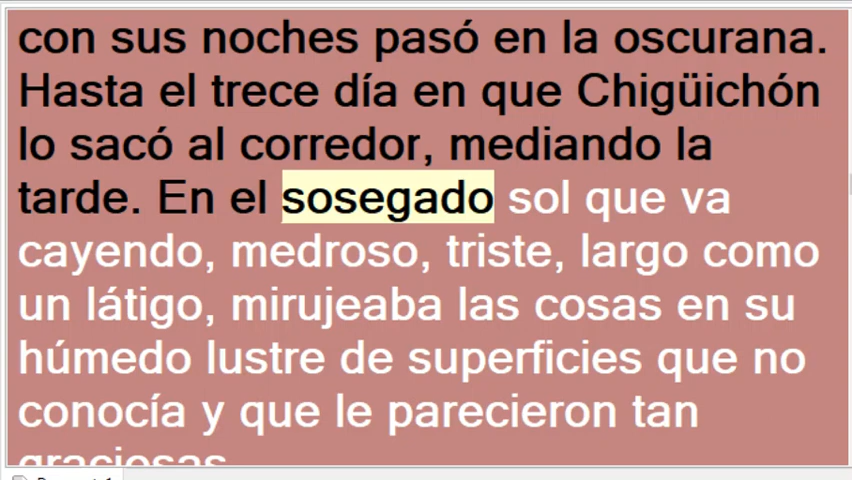 con sus noches pasó en la oscurana.
Hasta el trece día en que Chigüichón
lo sacó al corredor, mediando la
tarde. En el sosegado sol que va
cayendo, medroso, triste, largo como
un látigo, mirujeaba las cosas en su
húmedo lustre de superficies que no
conocía y que le parecieron tan
graciosas